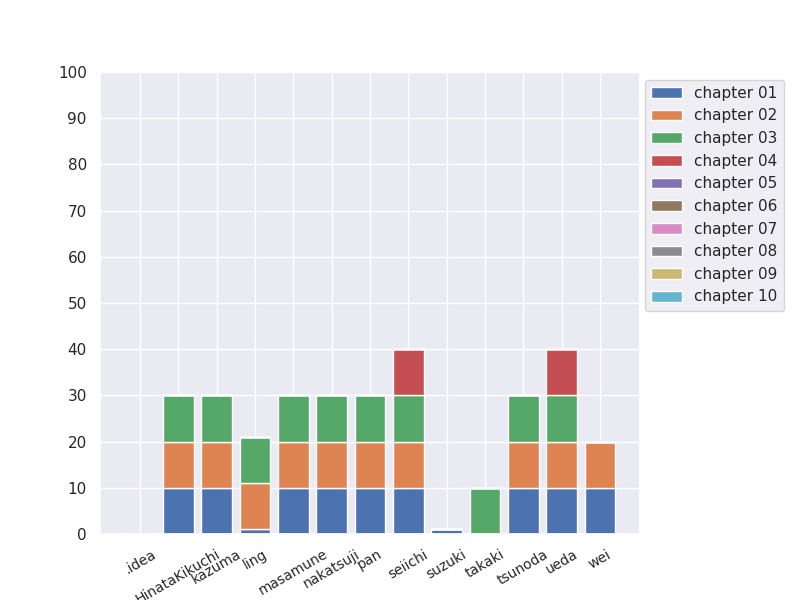 100
90
80
70
60
50
40
30
20
10
0
.idea
HinataKikuchi
kazuma
ling
masamune
nakatsuji
pan
seiichi
suzuki
takaki
tsunoda
ueda
wei
chapter 01
chapter 02
chapter 03
chapter 04
chapter 05
chapter 06
chapter 07
chapter 08
chapter 09
chapter 10